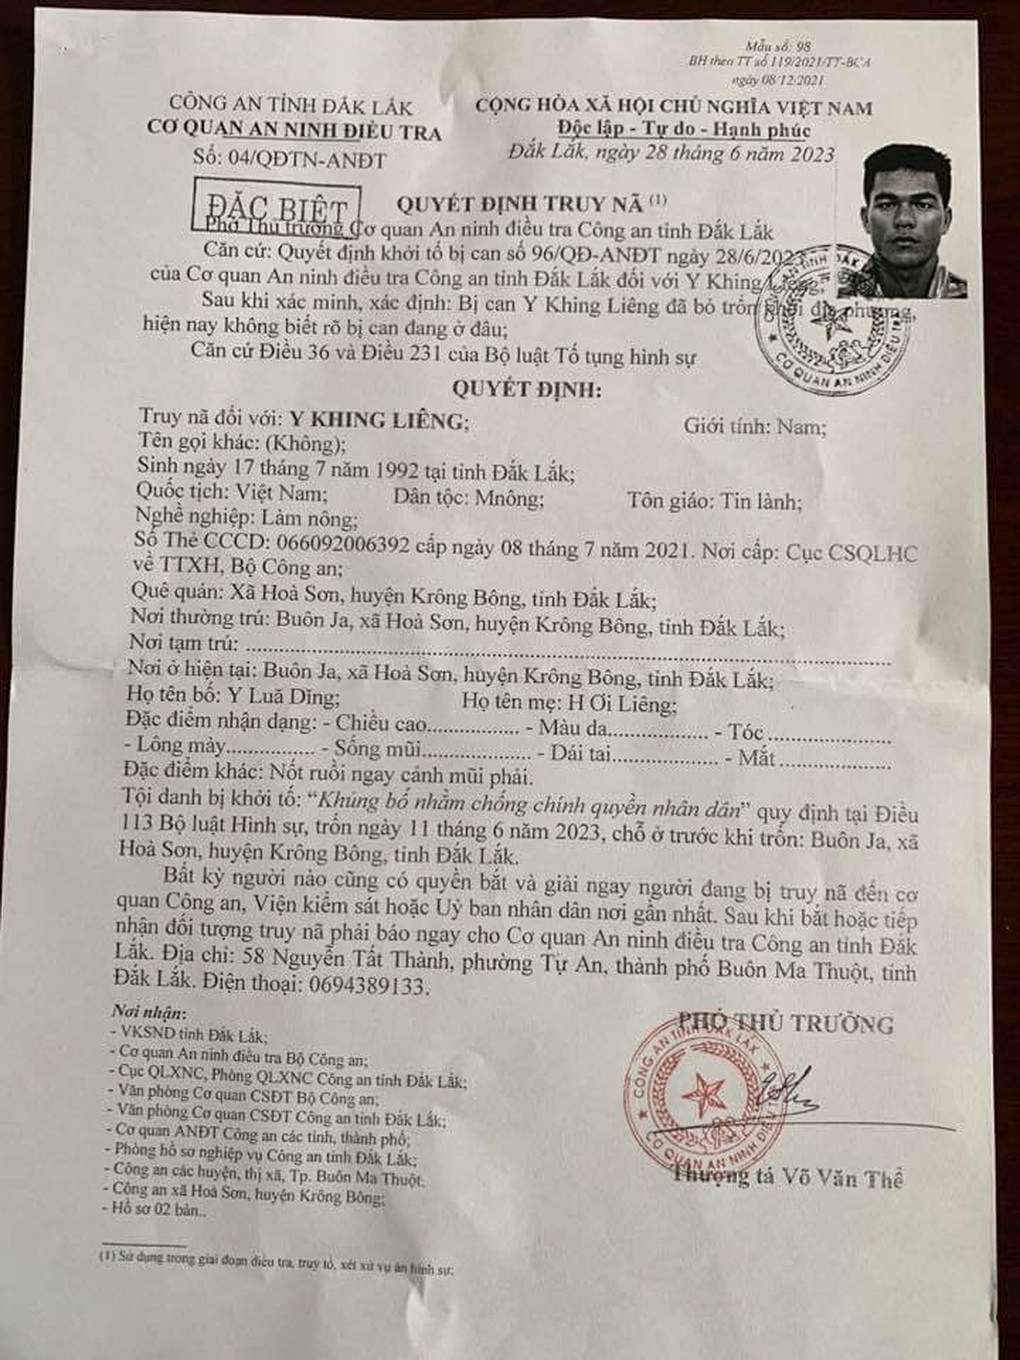 Mẫu số: 98
BH theo TT số 119/2021/TT-BCA
ngày 08/12/2021
CÔNG AN TỈNH ĐẮK LẮK
CƠ QUAN AN NINH ĐIỀU TRA
Số: 04/QĐTN-ANĐT
CỘNG HÒA XÃ HỘI CHỦ NGHĨA VIỆT NAM
Độc lập - Tự do - Hạnh phúc
Đắk Lắk, ngày 28 tháng 6 năm 2023
ĐẶC BIỆT
QUYẾT ĐỊNH TRUY NÃ (1)
Phó Thủ trưởng Cơ quan An ninh điều tra Công an tỉnh Đắk Lắk
Căn cứ: Quyết định khởi tố bị can số 96/QĐ-ANĐT ngày 28/6/2023
của Cơ quan An ninh điều tra Công an tỉnh Đắk Lắk đối với Y Khing Liêng,
Sau khi xác minh, xác định: Bị can Y Khing Liêng đã bỏ trốn khỏi địa phương,
hiện nay không biết rõ bị can đang ở đâu;
Căn cứ Điều 36 và Điều 231 của Bộ luật Tố tụng hình sự
QUYẾT ĐỊNH:
Truy nã đối với: Y KHING LIÊNG; Giới tính: Nam;
Tên gọi khác: (Không);
Sinh ngày 17 tháng 7 năm 1992 tại tỉnh Đắk Lắk;
Quốc tịch: Việt Nam; Dân tộc: Mnông; Tôn giáo: Tin lành;
Nghề nghiệp: Làm nông;
Số Thẻ CCCD: 066092006392 cấp ngày 08 tháng 7 năm 2021. Nơi cấp: Cục CSQLHC
về TTXH, Bộ Công an;
Quê quán: Xã Hoà Sơn, huyện Krông Bông, tỉnh Đắk Lắk;
Nơi thường trú: Buôn Ja, xã Hoà Sơn, huyện Krông Bông, tỉnh Đắk Lắk;
Nơi tạm trú: ..........
Nơi ở hiện tại: Buôn Ja, xã Hoà Sơn, huyện Krông Bông, tỉnh Đắk Lắk;
Họ tên bố: Y Luă Dĭng; Họ tên mẹ: H Ơi Liêng;
Đặc điểm nhận dạng: - Chiều cao.......... - Màu da.......... - Tóc ..........
- Lông mày.......... - Sống mũi.......... - Dái tai.......... - Mắt ..........
Đặc điểm khác: Nốt ruồi ngay cánh mũi phải.
Tội danh bị khởi tố: “Khủng bố nhằm chống chính quyền nhân dân” quy định tại Điều
113 Bộ luật Hình sự, trốn ngày 11 tháng 6 năm 2023, chỗ ở trước khi trốn: Buôn Ja, xã
Hoà Sơn, huyện Krông Bông, tỉnh Đắk Lắk.
Bất kỳ người nào cũng có quyền bắt và giải ngay người đang bị truy nã đến cơ
quan Công an, Viện kiểm sát hoặc Uỷ ban nhân dân nơi gần nhất. Sau khi bắt hoặc tiếp
nhận đối tượng truy nã phải báo ngay cho Cơ quan An ninh điều tra Công an tỉnh Đắk
Lắk. Địa chỉ: 58 Nguyễn Tất Thành, phường Tự An, thành phố Buôn Ma Thuột, tỉnh
Đắk Lắk. Điện thoại: 0694389133.
Nơi nhận:
- VKSND tỉnh Đắk Lắk;
- Cơ quan An ninh điều tra Bộ Công an;
- Cục QLXNC, Phòng QLXNC Công an tỉnh Đắk Lắk;
- Văn phòng Cơ quan CSĐT Bộ Công an;
- Văn phòng Cơ quan CSĐT Công an tỉnh Đắk Lắk;
- Cơ quan ANĐT Công an các tỉnh, thành phố;
- Phòng hồ sơ nghiệp vụ Công an tỉnh Đắk Lắk;
- Công an các huyện, thị xã, Tp. Buôn Ma Thuột.
- Công an xã Hoà Sơn, huyện Krông Bông;
- Hồ sơ 02 bản..
PHÓ THỦ TRƯỞNG
CÔNG AN TỈNH ĐẮK LẮK
CƠ QUAN AN NINH ĐIỀU TRA
Thượng tá Võ Văn Thể
(1) Sử dụng trong giai đoạn điều tra, truy tố, xét xử vụ án hình sự;